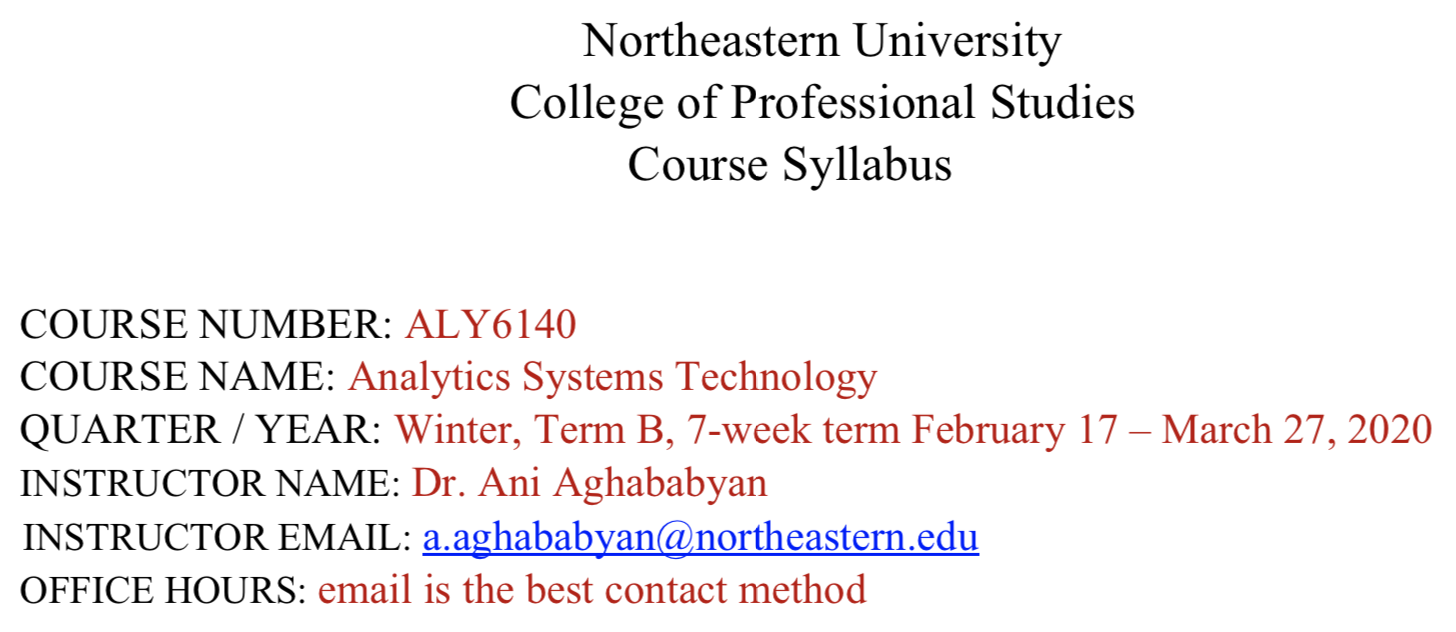 Northeastern University
College of Professional Studies
Course Syllabus
COURSE NUMBER: ALY6140
COURSE NAME: Analytics Systems Technology
QUARTER / YEAR: Winter, Term B, 7-week term February 17 – March 27, 2020
INSTRUCTOR NAME: Dr. Ani Aghababyan
INSTRUCTOR EMAIL: a.aghababyan@northeastern.edu
OFFICE HOURS: email is the best contact method